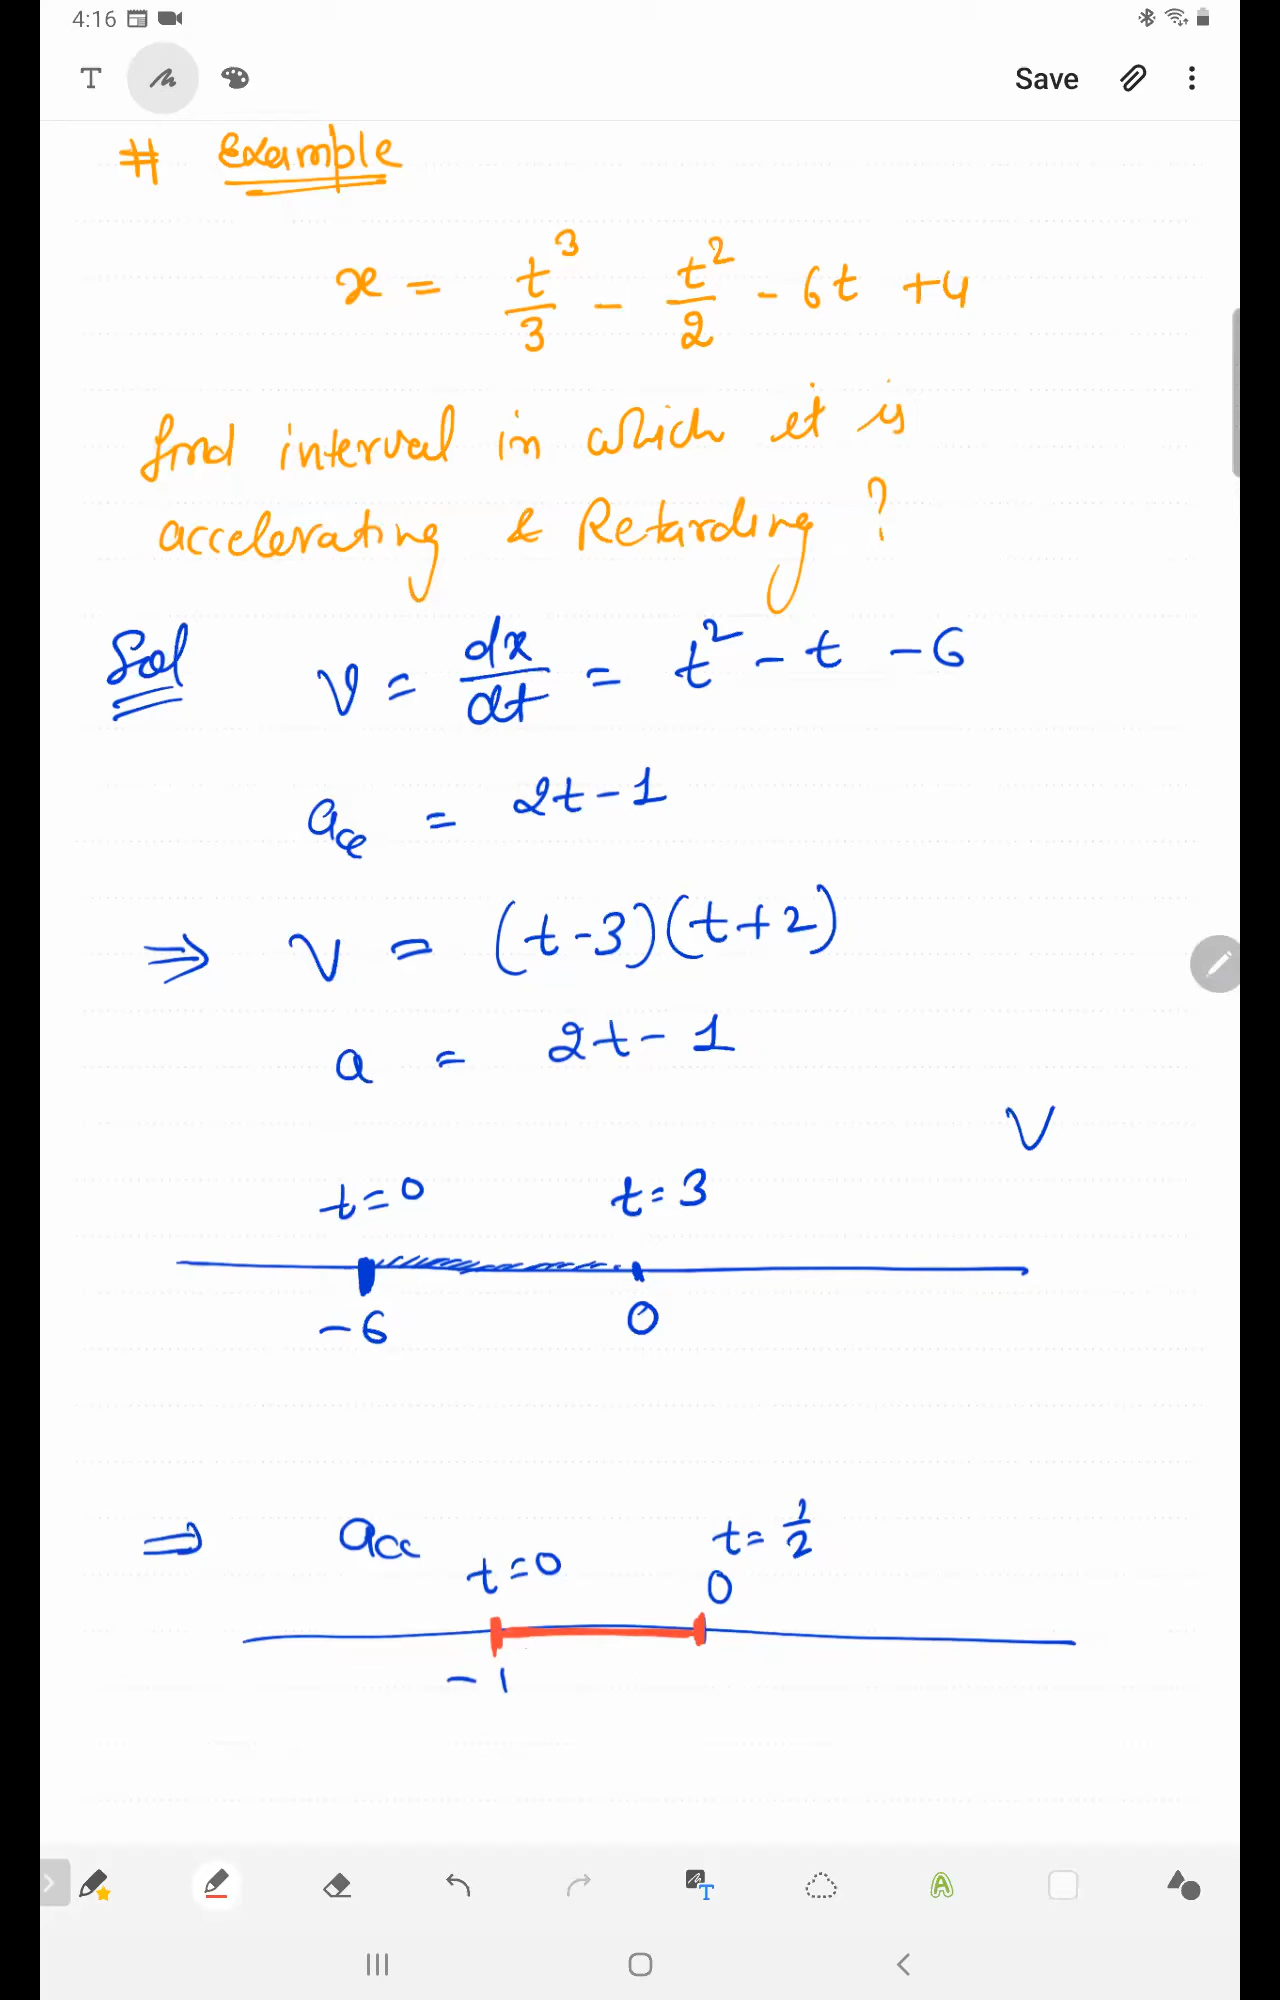 4:16
T Save
# Example
x = t³/3 - t²/2 - 6t + 4
find interval in which it is
accelerating & Retarding ?
Sol V = dx/dt = t² - t - 6
acc = 2t - 1
⇒ V = (t-3)(t+2)
a = 2t - 1
V
t=0 t=3
-6 0
⇒ acc t=0 t=1/2
0
-1
T A